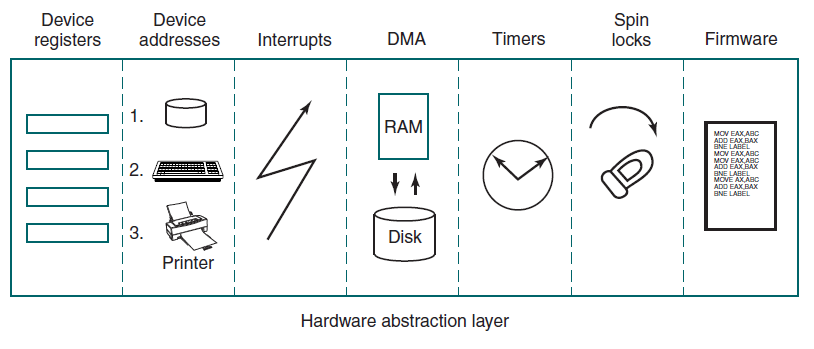 Device
registers
Device
addresses
Interrupts
DMA
Timers
Spin
locks
Firmware
1.
2.
3.
Printer
RAM
Disk
MOV EAX,ABC
ADD EAX,BAX
BNE LABEL
MOV EAX,ABC
MOV EAX,ABC
ADD EAX,BAX
BNE LABEL
MOVE AX,ABC
ADD EAX,BAX
BNE LABEL
Hardware abstraction layer